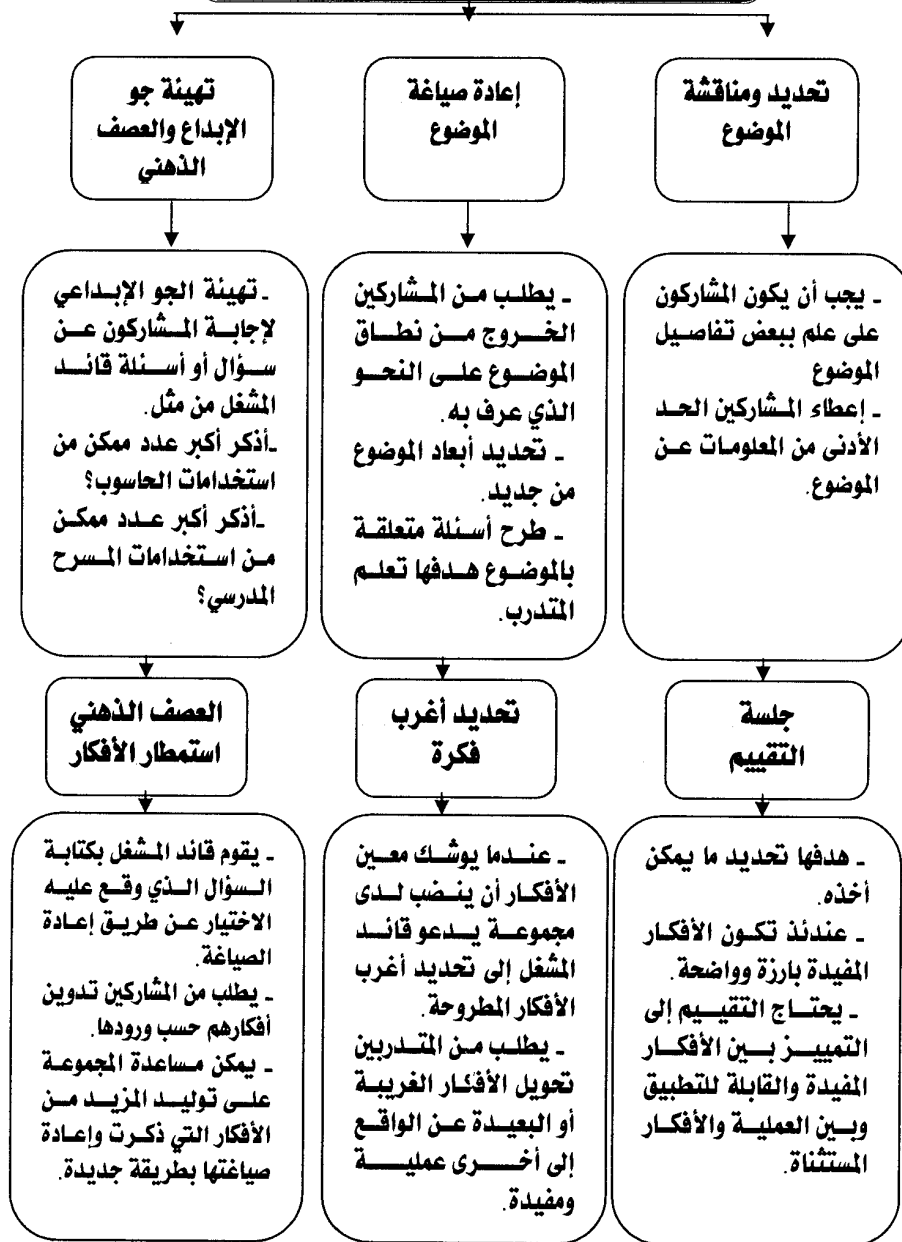 تحديد ومناقشة
الموضوع
إعادة صياغة
الموضوع
تهيئة جو
الإبداع والعصف
الذهني
ـ يجب أن يكون المشاركون
على علم ببعض تفاصيل
الموضوع
ـ إعطاء المشاركين الحد
الأدنى من المعلومات عن
الموضوع.
ـ يطلب من المشاركين
الخروج من نطاق
الموضوع على النحو
الذي عرف به.
ـ تحديد أبعاد الموضوع
من جديد.
ـ طرح أسئلة متعلقة
بالموضوع هدفها تعلم
المتدرب.
ـ تهيئة الجو الإبداعي
لإجابة المشاركون عن
سؤال أو أسئلة قائد
المشغل من مثل.
ـأذكر أكبر عدد ممكن من
استخدامات الحاسوب؟
ـأذكر أكبر عدد ممكن
من استخدامات المسرح
المدرسي؟
جلسة
التقييم
تحديد أغرب
فكرة
العصف الذهني
استمطار الأفكار
ـ هدفها تحديد ما يمكن
أخذه.
ـ عندئذ تكون الأفكار
المفيدة بارزة وواضحة.
ـ يحتاج التقييم إلى
التمييز بين الأفكار
المفيدة والقابلة للتطبيق
وبين العملية والأفكار
المستثناة.
ـ عندما يوشك معين
الأفكار أن ينضب لدى
مجموعة يدعو قائد
المشغل إلى تحديد أغرب
الأفكار المطروحة.
ـ يطلب من المتدربين
تحويل الأفكار الغريبة
أو البعيدة عن الواقع
إلى أخرى عملية
ومفيدة.
ـ يقوم قائد المشغل بكتابة
السؤال الذي وقع عليه
الاختيار عن طريق إعادة
الصياغة.
ـ يطلب من المشاركين تدوين
أفكارهم حسب ورودها.
ـ يمكن مساعدة المجموعة
على توليد المزيد من
الأفكار التي ذكرت وإعادة
صياغتها بطريقة جديدة.